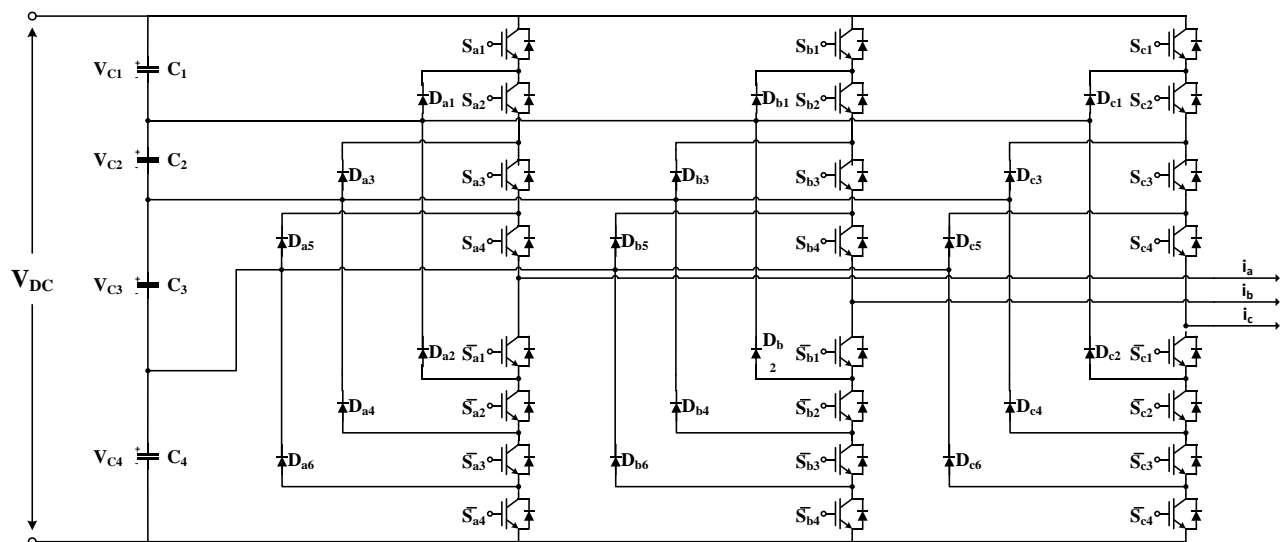 S_a1 S_b1 S_c1
V_C1 + - C_1
D_a1 S_a2 D_b1 S_b2 D_c1 S_c2
V_C2 + - C_2
D_a3 S_a3 D_b3 S_b3 D_c3 S_c3
D_a5 S_a4 D_b5 S_b4 D_c5 S_c4
V_DC
V_C3 + - C_3
i_a
i_b
i_c
D_a2 S̅_a1 D_b 2 S̅_b1 D_c2 S̅_c1
D_a4 S̅_a2 D_b4 S̅_b2 D_c4 S̅_c2
V_C4 + - C_4
D_a6 S̅_a3 D_b6 S̅_b3 D_c6 S̅_c3
S̅_a4 S̅_b4 S̅_c4